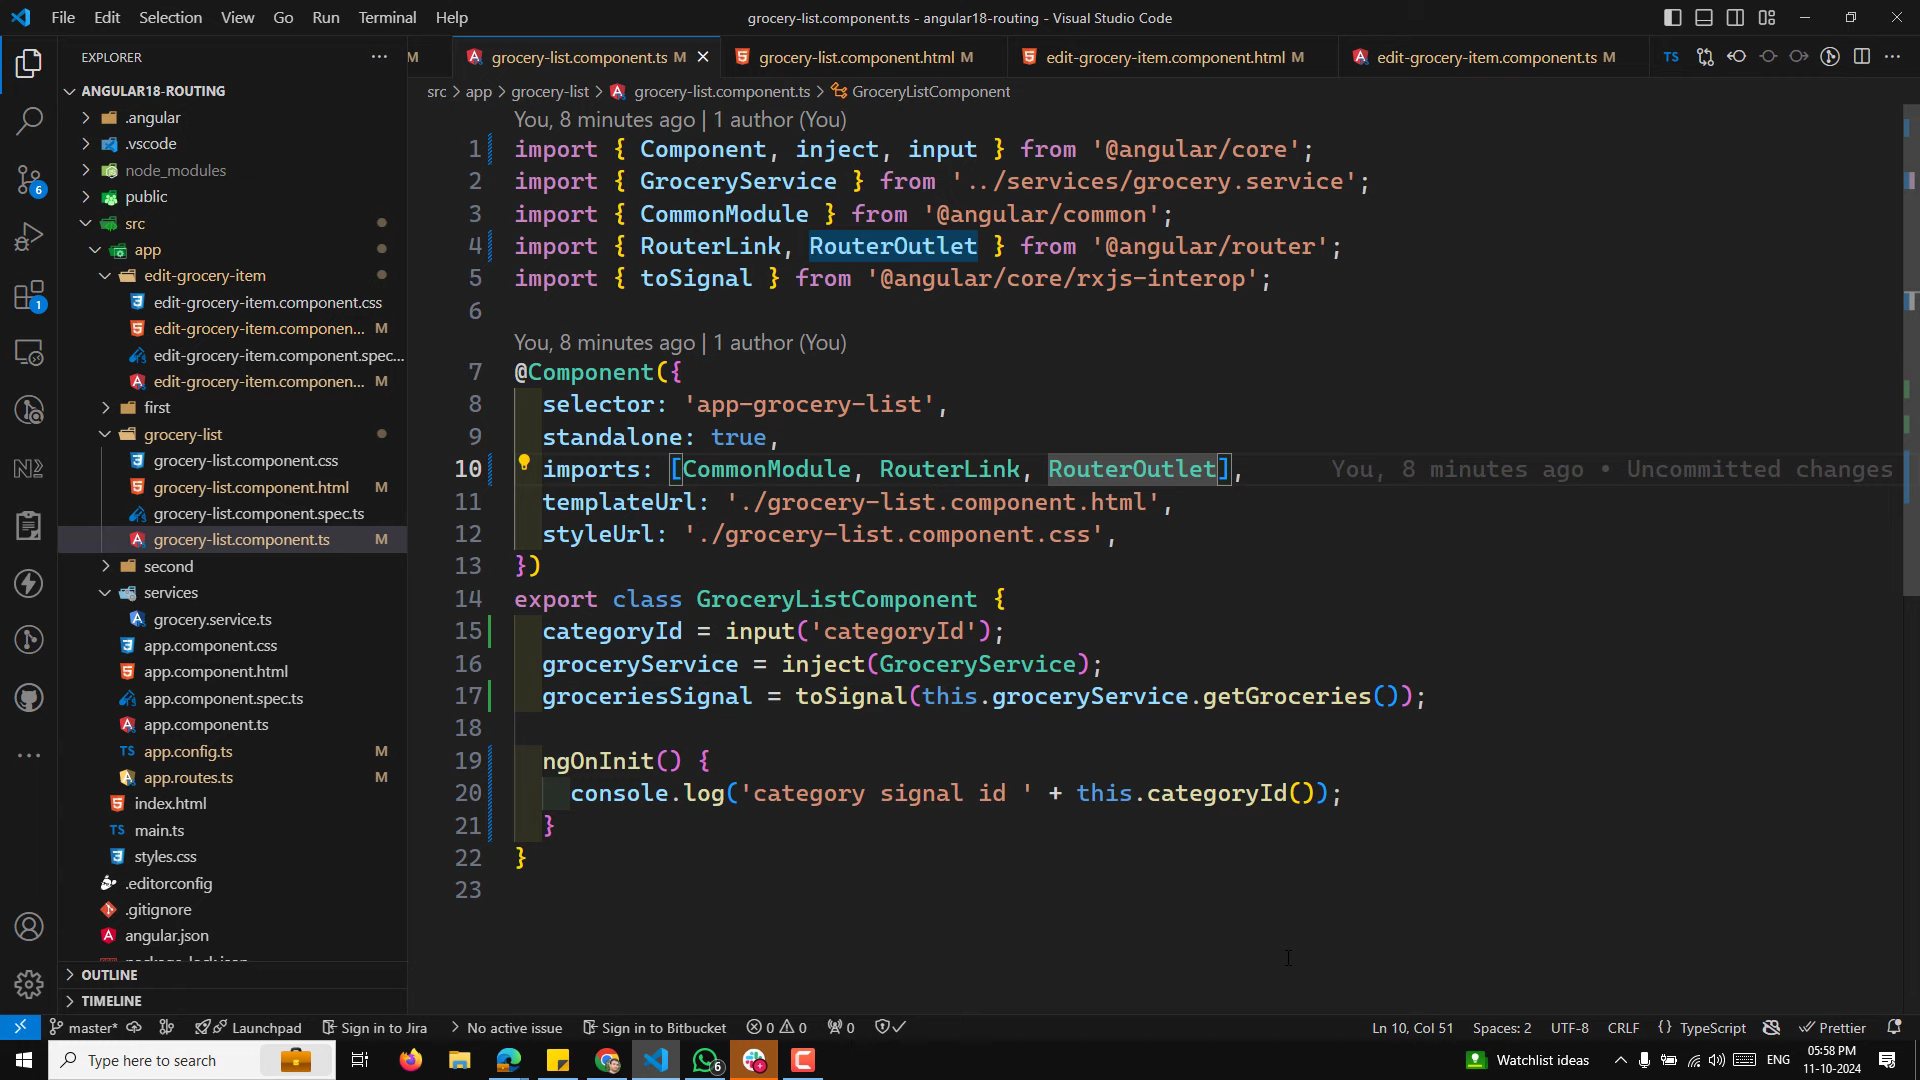 File Edit Selection View Go Run Terminal Help
grocery-list.component.ts - angular18-routing - Visual Studio Code
EXPLORER
M
grocery-list.component.ts M
grocery-list.component.html M
edit-grocery-item.component.html M
edit-grocery-item.component.ts M
TS
src > app > grocery-list > grocery-list.component.ts > GroceryListComponent
ANGULAR18-ROUTING
.angular
.vscode
node_modules
public
src
app
edit-grocery-item
edit-grocery-item.component.css
edit-grocery-item.componen... M
edit-grocery-item.component.spec...
edit-grocery-item.componen... M
first
grocery-list
grocery-list.component.css
grocery-list.component.html M
grocery-list.component.spec.ts
grocery-list.component.ts M
second
services
grocery.service.ts
app.component.css
app.component.html
app.component.spec.ts
app.component.ts
TS app.config.ts M
app.routes.ts M
index.html
TS main.ts
styles.css
.editorconfig
.gitignore
angular.json
OUTLINE
TIMELINE
6
1
You, 8 minutes ago | 1 author (You)
1 import { Component, inject, input } from '@angular/core';
2 import { GroceryService } from '../services/grocery.service';
3 import { CommonModule } from '@angular/common';
4 import { RouterLink, RouterOutlet } from '@angular/router';
5 import { toSignal } from '@angular/core/rxjs-interop';
6
You, 8 minutes ago | 1 author (You)
7 @Component({
8 selector: 'app-grocery-list',
9 standalone: true,
10 imports: [CommonModule, RouterLink, RouterOutlet], You, 8 minutes ago • Uncommitted changes
11 templateUrl: './grocery-list.component.html',
12 styleUrl: './grocery-list.component.css',
13 })
14 export class GroceryListComponent {
15 categoryId = input('categoryId');
16 groceryService = inject(GroceryService);
17 groceriesSignal = toSignal(this.groceryService.getGroceries());
18
19 ngOnInit() {
20 console.log('category signal id ' + this.categoryId());
21 }
22 }
23
master* Launchpad Sign in to Jira > No active issue Sign in to Bitbucket 0 0 0
Ln 10, Col 51 Spaces: 2 UTF-8 CRLF {} TypeScript Prettier
Type here to search
6
Watchlist ideas
ENG
05:58 PM
11-10-2024